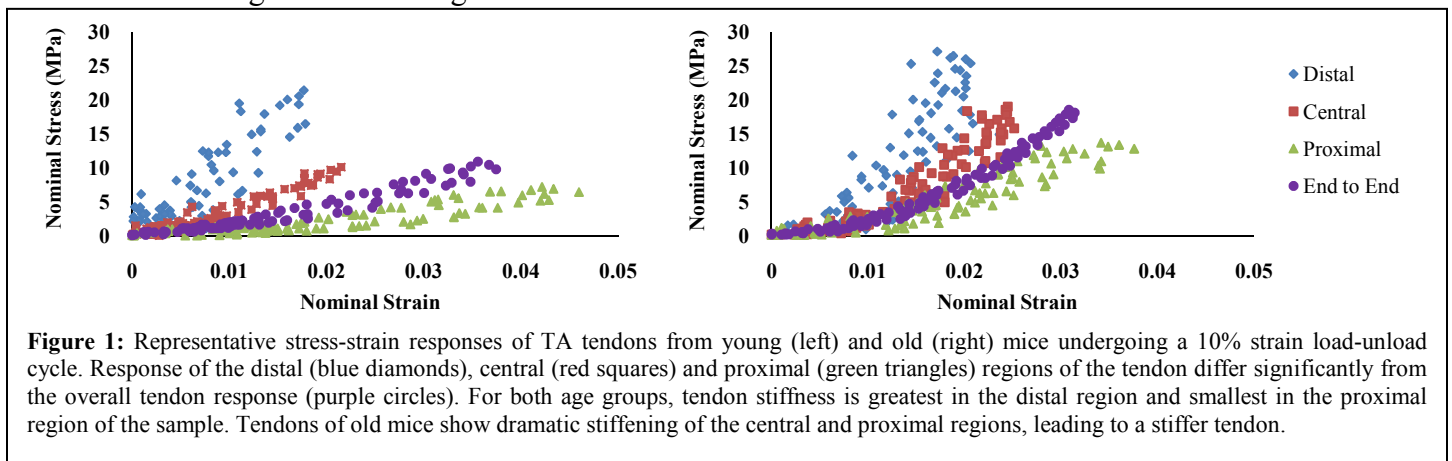 Nominal Stress (MPa)
30
25
20
15
10
5
0
0
0.01
0.02
0.03
0.04
0.05
Nominal Strain
Nominal Stress (MPa)
30
25
20
15
10
5
0
0
0.01
0.02
0.03
0.04
0.05
Nominal Strain
Distal
Central
Proximal
End to End
Figure 1: Representative stress-strain responses of TA tendons from young (left) and old (right) mice undergoing a 10% strain load-unload
cycle. Response of the distal (blue diamonds), central (red squares) and proximal (green triangles) regions of the tendon differ significantly from
the overall tendon response (purple circles). For both age groups, tendon stiffness is greatest in the distal region and smallest in the proximal
region of the sample. Tendons of old mice show dramatic stiffening of the central and proximal regions, leading to a stiffer tendon.